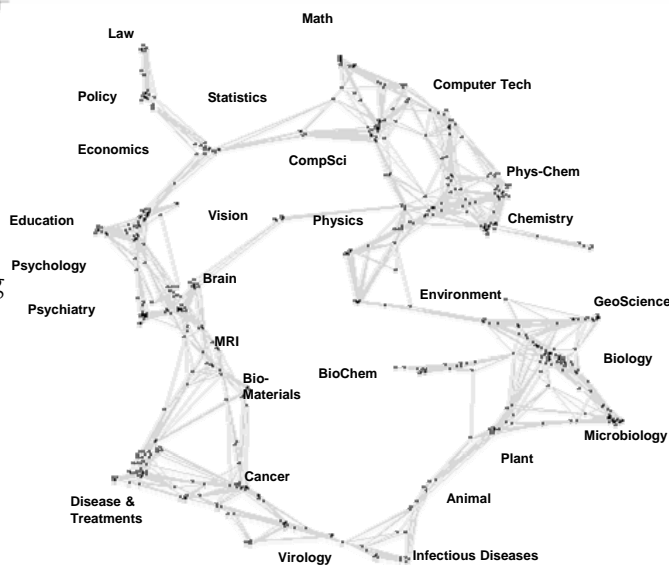 Math
Law
Computer Tech
Policy
Statistics
Economics
CompSci
Phys-Chem
Vision
Physics
Chemistry
Education
Psychology
Brain
g
Environment
GeoScience
Psychiatry
MRI
Biology
BioChem
Bio-
Materials
Microbiology
Plant
Cancer
Animal
Disease &
Treatments
Virology
Infectious Diseases